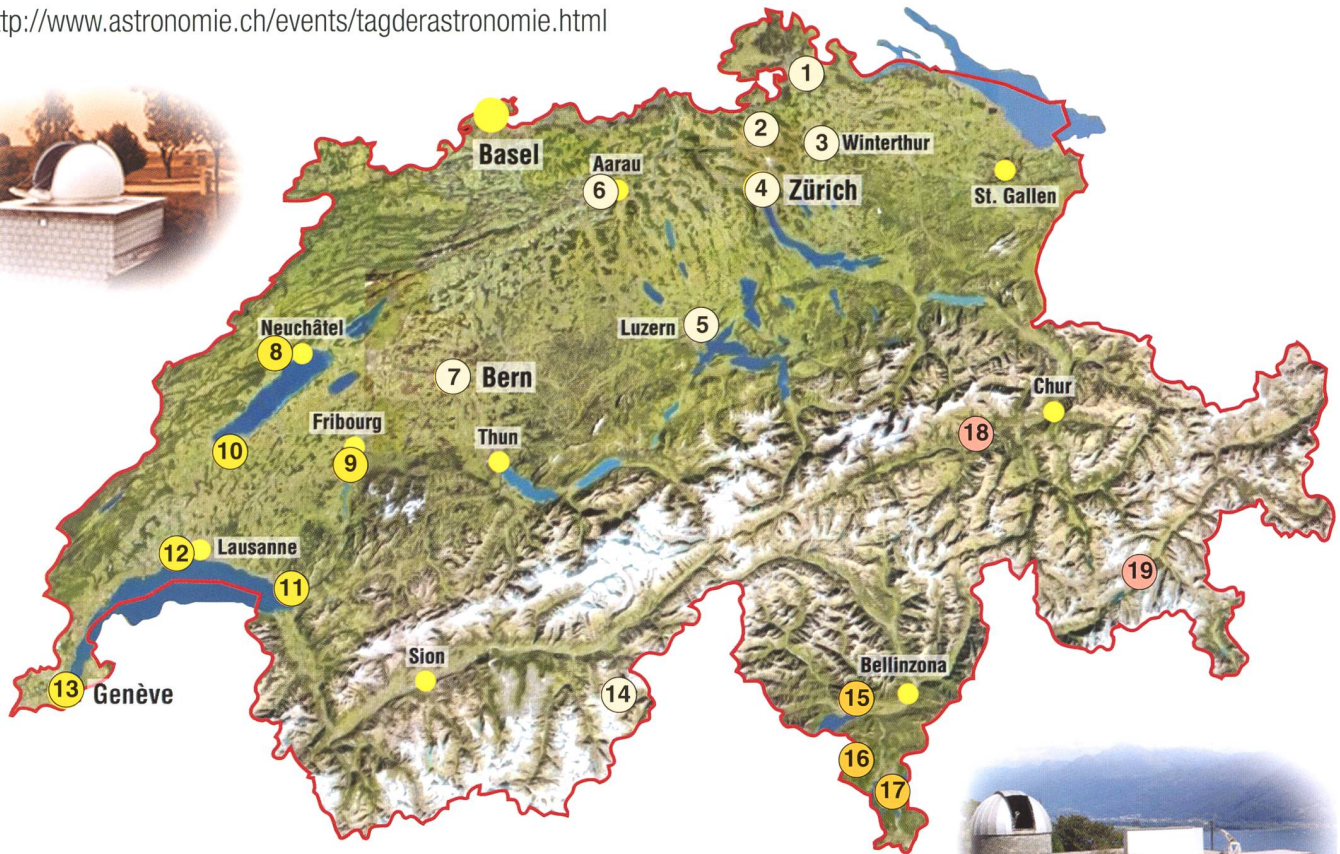 tp://www.astronomie.ch/events/tagderastronomie.html
1
2
3 Winterthur
Basel
Aarau
6
4 Zürich
St. Gallen
Neuchâtel
8
Luzern 5
7 Bern
Chur
Fribourg
18
10
9
Thun
12 Lausanne
11
19
Sion
Bellinzona
13 Genève
14
15
16
17